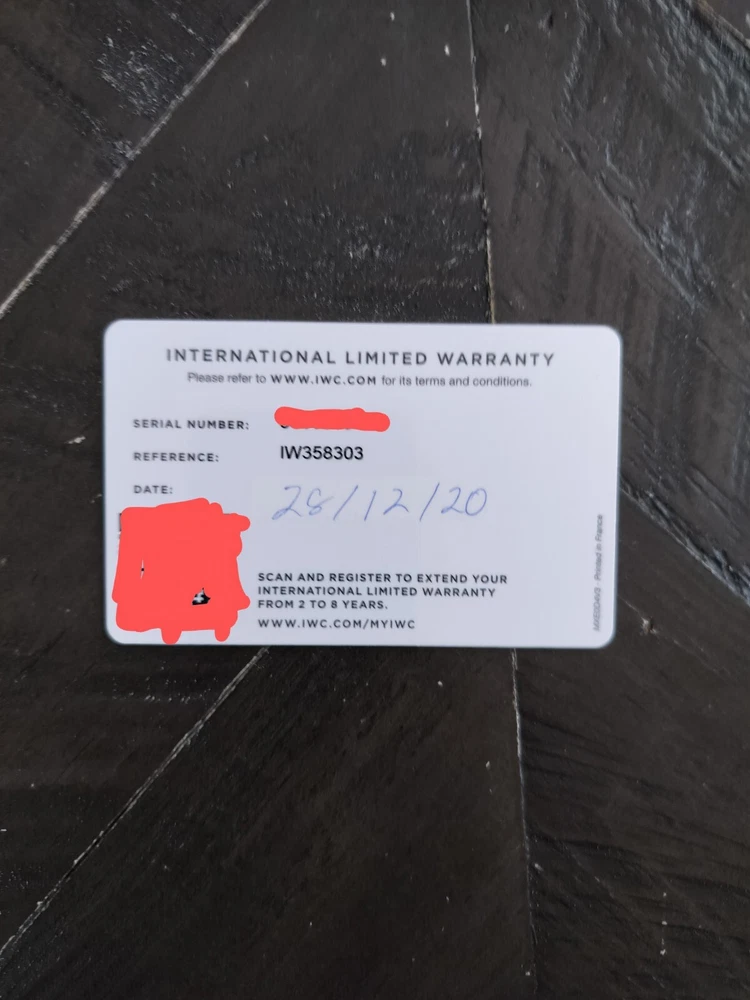 INTERNATIONAL LIMITED WARRANTY
Please refer to WWW.IWC.COM for its terms and conditions.
SERIAL NUMBER:
REFERENCE: IW358303
DATE: 28/12/20
SCAN AND REGISTER TO EXTEND YOUR
INTERNATIONAL LIMITED WARRANTY
FROM 2 TO 8 YEARS.
WWW.IWC.COM/MYIWC
Printed in France